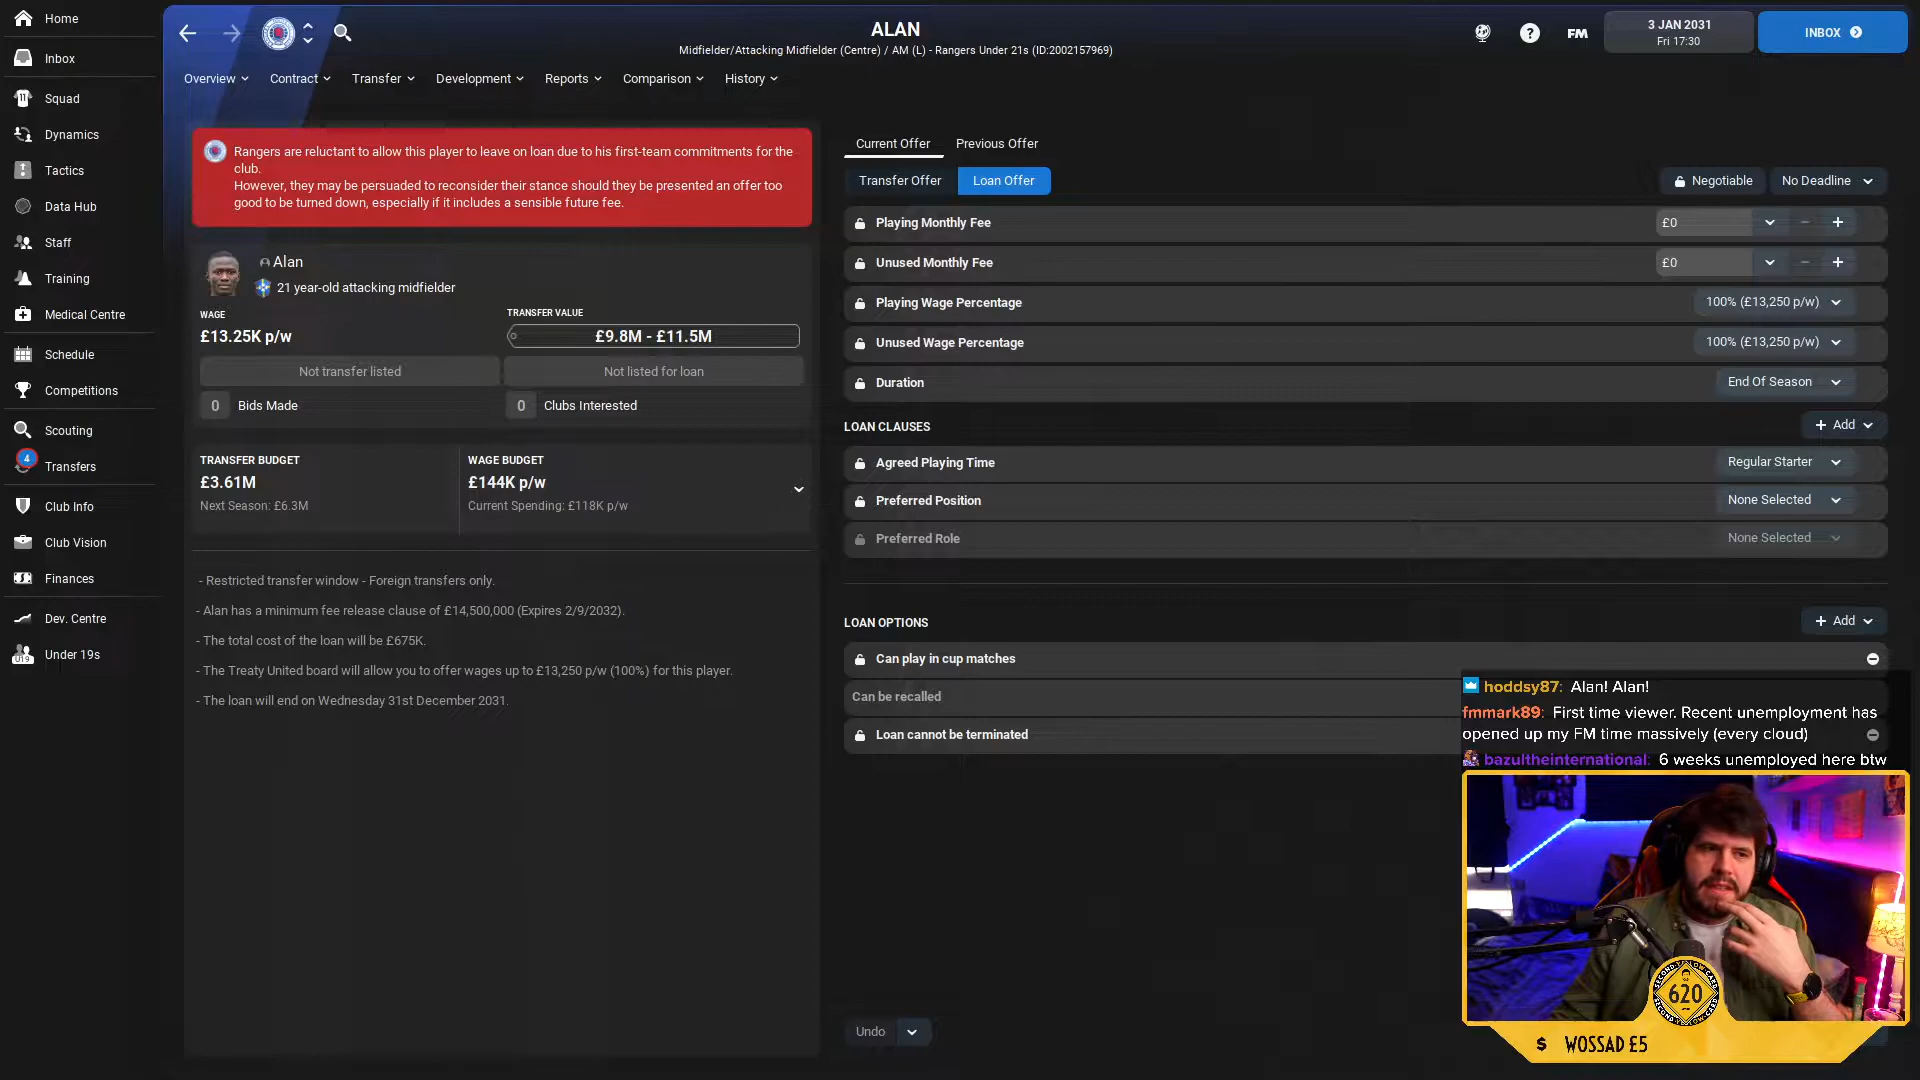 Home
Inbox
Squad
Dynamics
Tactics
Data Hub
Staff
Training
Medical Centre
Schedule
Competitions
Scouting
4
Transfers
Club Info
Club Vision
Finances
Dev. Centre
U19
Under 19s
ALAN
Midfielder/Attacking Midfielder (Centre) / AM (L) - Rangers Under 21s (ID:2002157969)
?
FM
3 JAN 2031
Fri 17:30
INBOX
Overview
Contract
Transfer
Development
Reports
Comparison
History
Rangers are reluctant to allow this player to leave on loan due to his first-team commitments for the
club.
However, they may be persuaded to reconsider their stance should they be presented an offer too
good to be turned down, especially if it includes a sensible future fee.
Alan
21 year-old attacking midfielder
WAGE
£13.25K p/w
TRANSFER VALUE
£9.8M - £11.5M
Not transfer listed
Not listed for loan
0 Bids Made
0 Clubs Interested
TRANSFER BUDGET
£3.61M
Next Season: £6.3M
WAGE BUDGET
£144K p/w
Current Spending: £118K p/w
- Restricted transfer window - Foreign transfers only.
- Alan has a minimum fee release clause of £14,500,000 (Expires 2/9/2032).
- The total cost of the loan will be £675K.
- The Treaty United board will allow you to offer wages up to £13,250 p/w (100%) for this player.
- The loan will end on Wednesday 31st December 2031.
Current Offer
Previous Offer
Transfer Offer
Loan Offer
Negotiable
No Deadline
Playing Monthly Fee
£0
Unused Monthly Fee
£0
Playing Wage Percentage
100% (£13,250 p/w)
Unused Wage Percentage
100% (£13,250 p/w)
Duration
End Of Season
LOAN CLAUSES
+ Add
Agreed Playing Time
Regular Starter
Preferred Position
None Selected
Preferred Role
None Selected
LOAN OPTIONS
+ Add
Can play in cup matches
Can be recalled
Loan cannot be terminated
Undo
hoddsy87: Alan! Alan!
fmmark89: First time viewer. Recent unemployment has
opened up my FM time massively (every cloud)
bazultheinternational: 6 weeks unemployed here btw
SECOND YELLOW CARD
620
$ WOSSAD £5